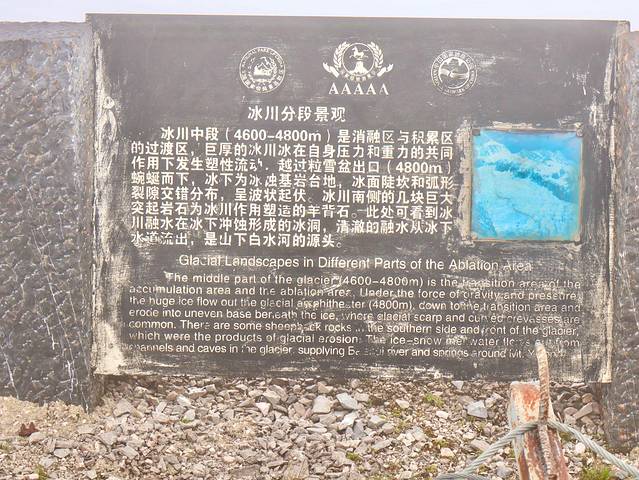 AAAAA
冰川分段景观
冰川中段（4600-4800m）是消融区与积累区
的过渡区，巨厚的冰川冰在自身压力和重力的共同
作用下发生塑性流动，越过粒雪盆出口（4800m）
蜿蜒而下，冰下为冰蚀基岩台地，冰面陡坎和弧形
裂隙交错分布，呈波状起伏。冰川南侧的几块巨大
突起岩石为冰川作用塑造的羊背石。此处可看到冰
川融水在冰下冲蚀形成的冰洞，清澈的融水从冰下
水道流出，是山下白水河的源头。
Glacial Landscapes in Different Parts of the Ablation Area
The middle part of the glacier (4600-4800m) is the transition area of the
accumulation area and the ablation area. Under the force of gravity and pressure,
the huge ice flow out the glacial amphitheater (4800m), down to the transition area and
erode into uneven base beneath the ice, where glacial scarp and curved crevasses are
common. There are some sheepback rocks in the southern side and front of the glacier,
which were the products of glacial erosion. The ice-snow melt water flows out from
channels and caves in the glacier, supplying river and springs around Mt.